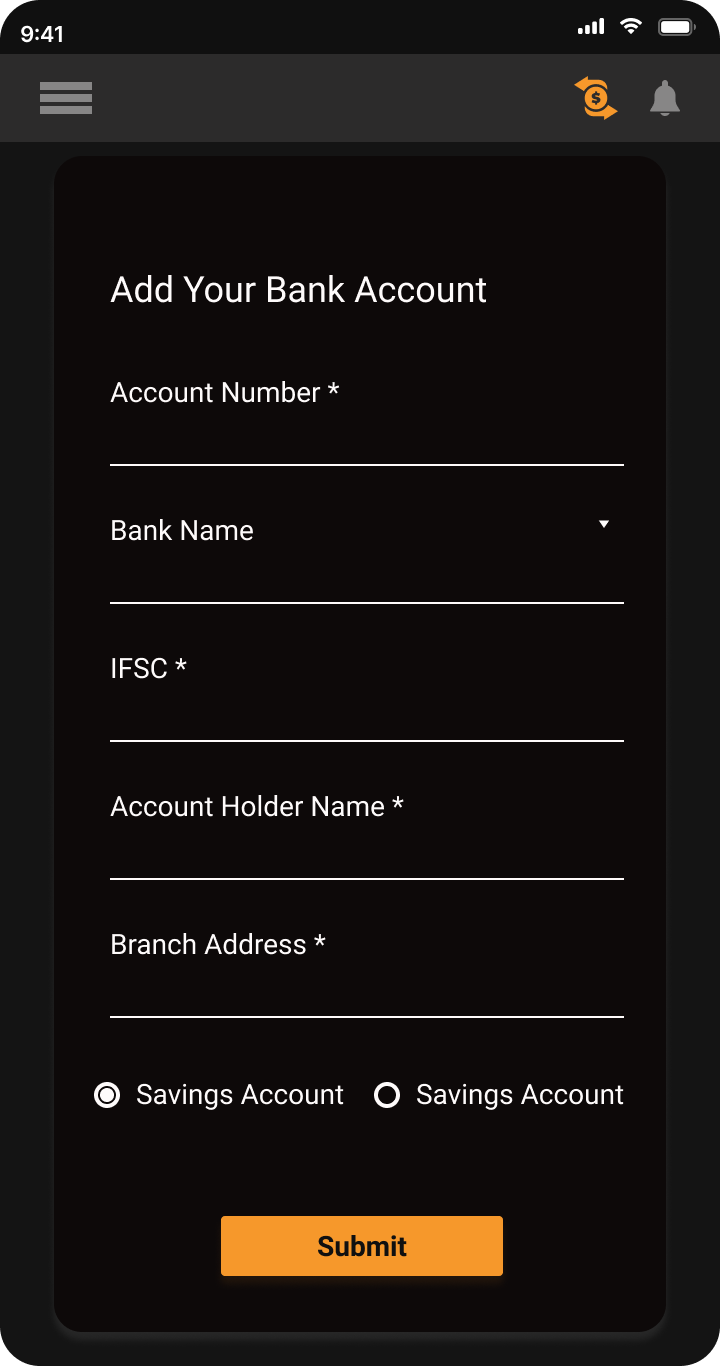 9:41
$
Add Your Bank Account
Account Number *
Bank Name
IFSC *
Account Holder Name *
Branch Address *
Savings Account Savings Account
Submit